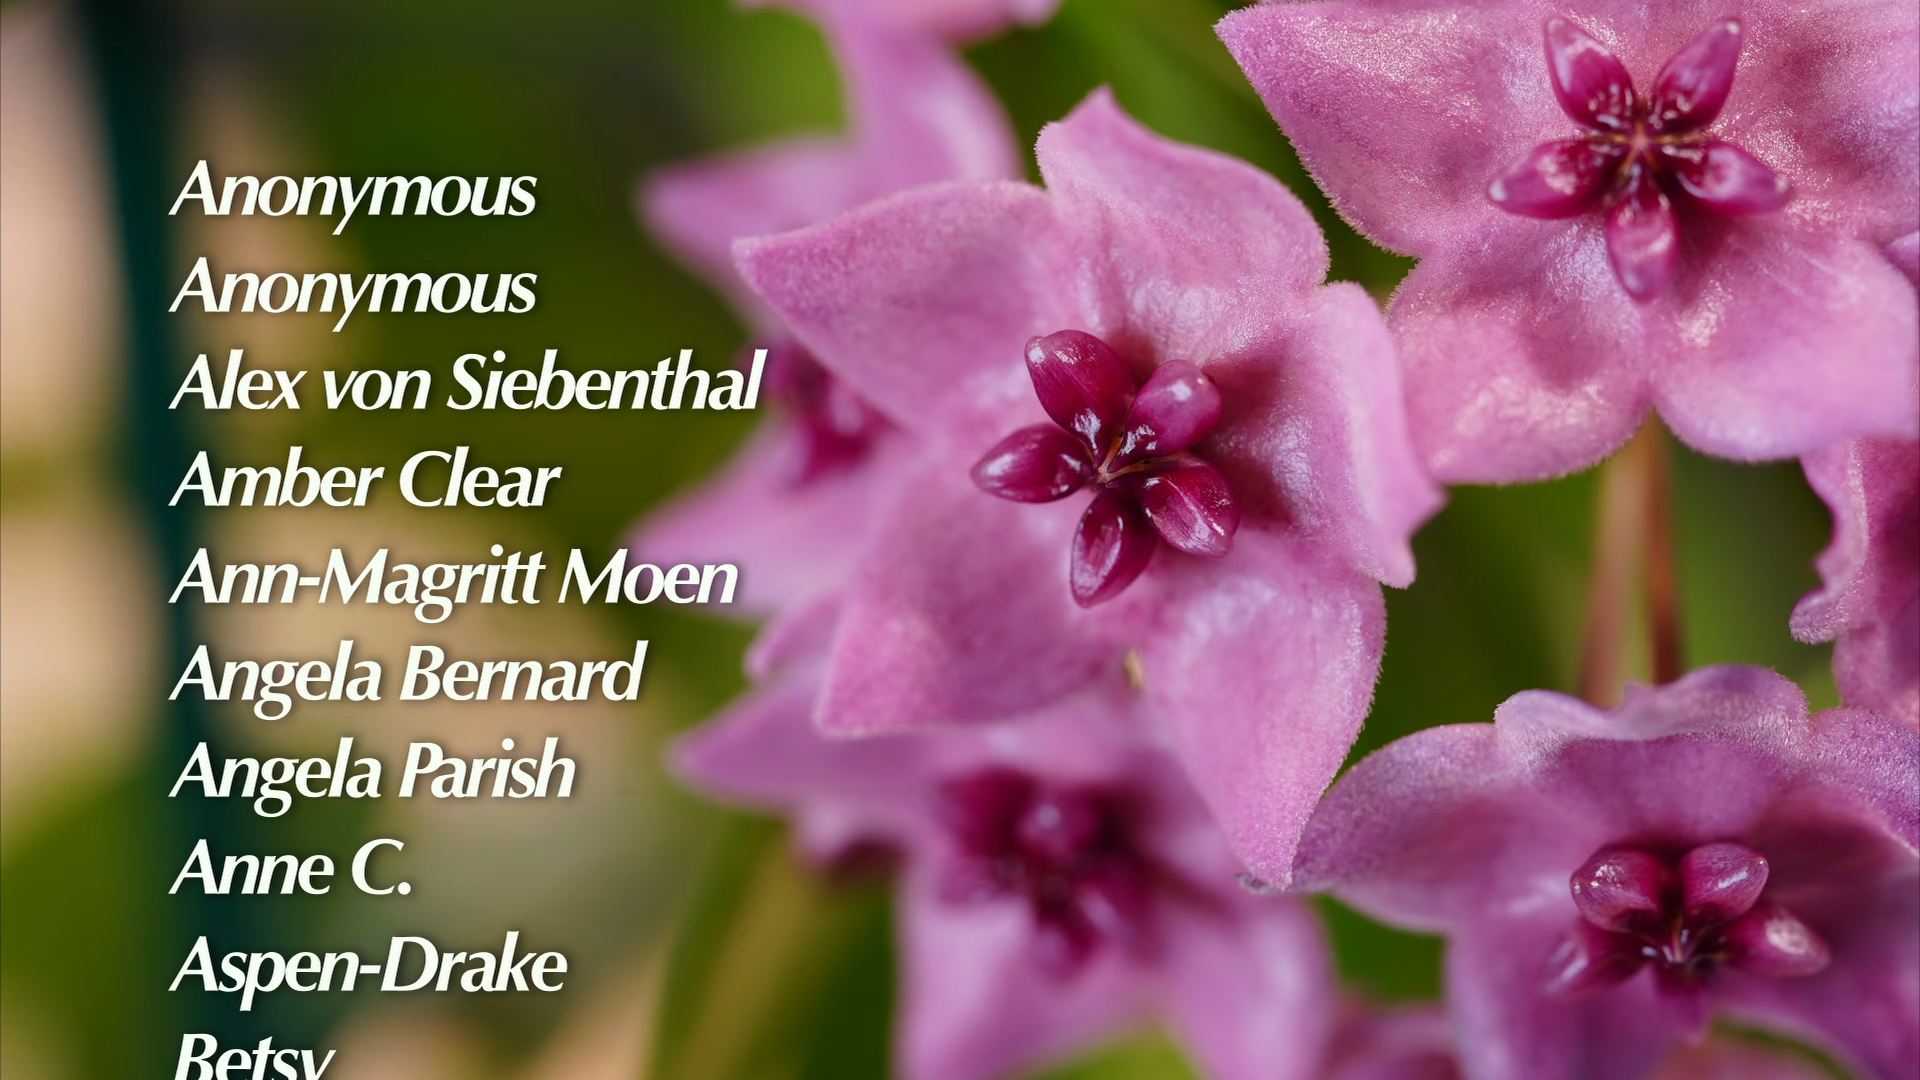 Anonymous
Anonymous
Alex von Siebenthal
Amber Clear
Ann-Magritt Moen
Angela Bernard
Angela Parish
Anne C.
Aspen-Drake
Betsy